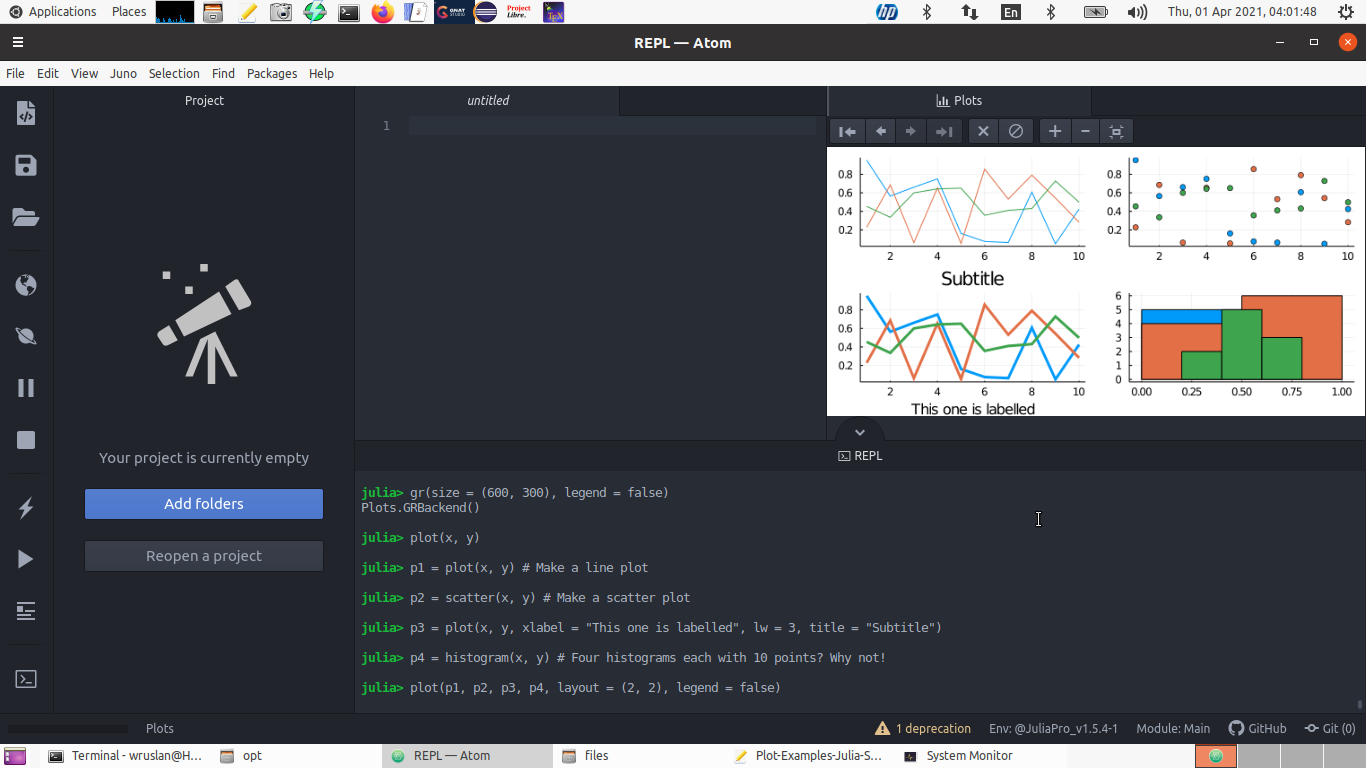 Applications Places
En
Thu, 01 Apr 2021, 04:01:48
REPL — Atom
File Edit View Juno Selection Find Packages Help
Project
untitled
Plots
1
0.8
0.6
0.4
0.2
2 4 6 8 10
0.8
0.6
0.4
0.2
2 4 6 8 10
Subtitle
0.8
0.6
0.4
0.2
2 4 6 8 10
This one is labelled
6
5
4
3
2
1
0
0.00 0.25 0.50 0.75 1.00
Your project is currently empty
Add folders
Reopen a project
REPL
julia> gr(size = (600, 300), legend = false)
Plots.GRBackend()
julia> plot(x, y)
julia> p1 = plot(x, y) # Make a line plot
julia> p2 = scatter(x, y) # Make a scatter plot
julia> p3 = plot(x, y, xlabel = "This one is labelled", lw = 3, title = "Subtitle")
julia> p4 = histogram(x, y) # Four histograms each with 10 points? Why not!
julia> plot(p1, p2, p3, p4, layout = (2, 2), legend = false)
Plots
1 deprecation
Env: @JuliaPro_v1.5.4-1
Module: Main
GitHub
Git (0)
Terminal - wruslan@H...
opt
REPL — Atom
files
Plot-Examples-Julia-S...
System Monitor